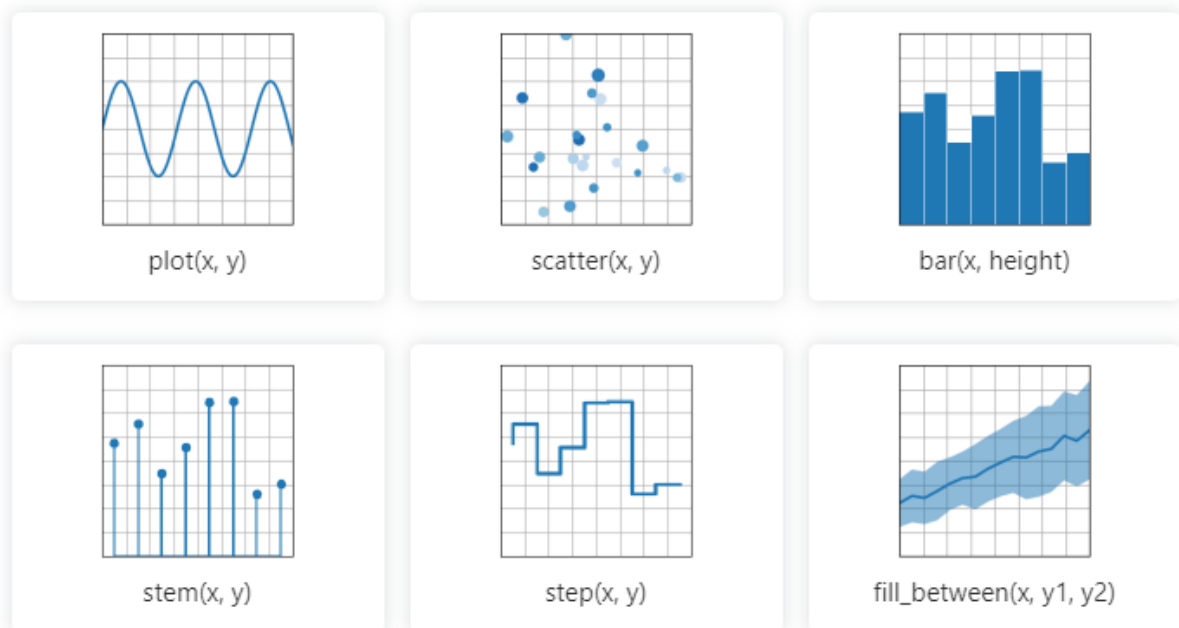 plot(x, y)
scatter(x, y)
bar(x, height)
stem(x, y)
step(x, y)
fill_between(x, y1, y2)